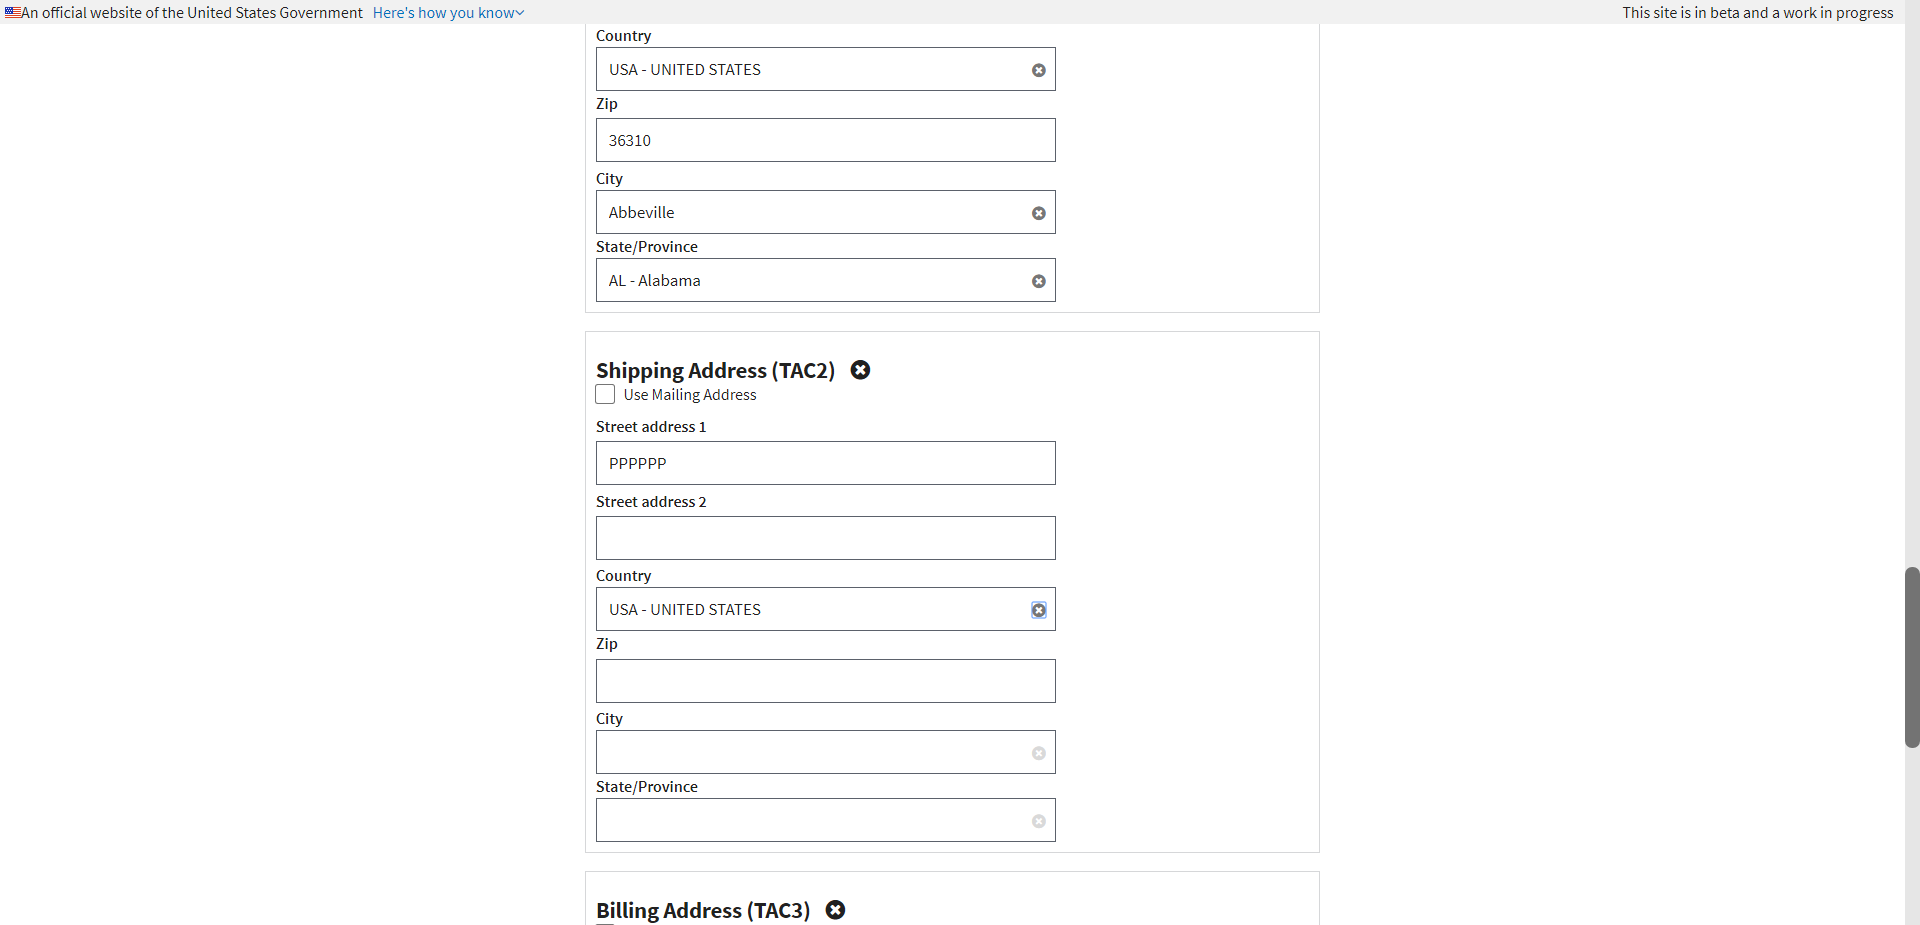 An official website of the United States Government Here's how you know
This site is in beta and a work in progress
Country
USA - UNITED STATES
Zip
36310
City
Abbeville
State/Province
AL - Alabama
Shipping Address (TAC2)
Use Mailing Address
Street address 1
PPPPPP
Street address 2
Country
USA - UNITED STATES
Zip
City
State/Province
Billing Address (TAC3)